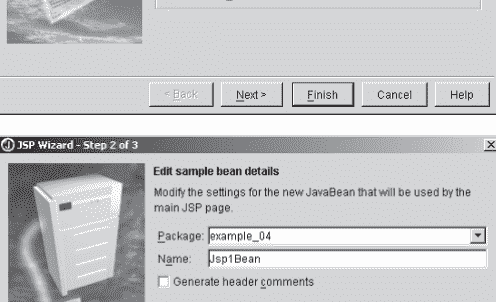 < Back Next > Finish Cancel Help
JSP Wizard - Step 2 of 3
Edit sample bean details
Modify the settings for the new JavaBean that will be used by the
main JSP page.
Package: example_04
Name: Jsp1Bean
Generate header comments